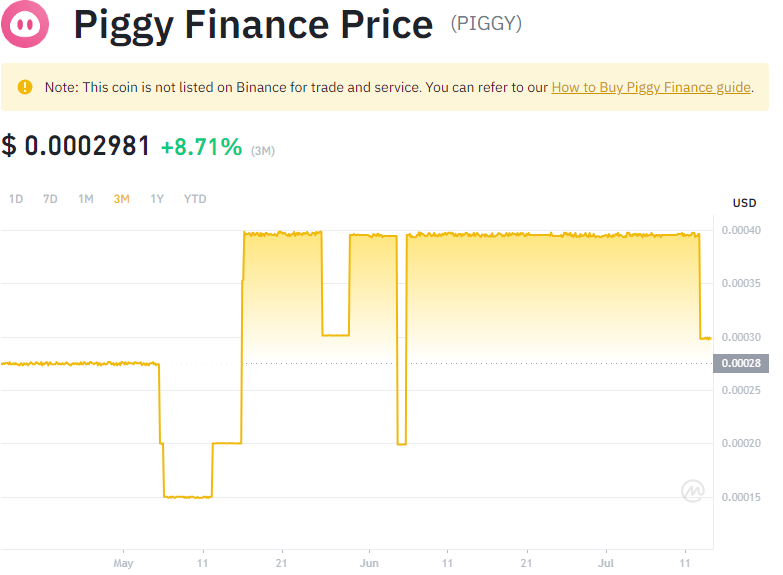 Piggy Finance Price (PIGGY)
Note: This coin is not listed on Binance for trade and service. You can refer to our How to Buy Piggy Finance guide.
$ 0.0002981 +8.71% (3M)
1D 7D 1M 3M 1Y YTD
USD
0.00040
0.00035
0.00030
0.00028
0.00025
0.00020
0.00015
May 11 21 Jun 11 21 Jul 11